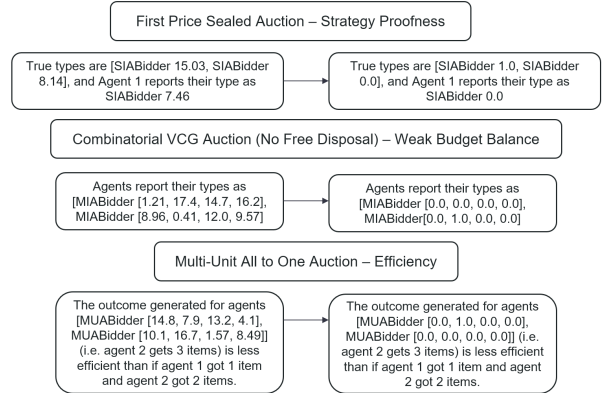 First Price Sealed Auction – Strategy Proofness
True types are [SIABidder 15.03, SIABidder
8.14], and Agent 1 reports their type as
SIABidder 7.46
True types are [SIABidder 1.0, SIABidder
0.0], and Agent 1 reports their type as
SIABidder 0.0
Combinatorial VCG Auction (No Free Disposal) – Weak Budget Balance
Agents report their types as
[MIABidder [1.21, 17.4, 14.7, 16.2],
MIABidder [8.96, 0.41, 12.0, 9.57]]
Agents report their types as
[MIABidder [0.0, 0.0, 0.0, 0.0],
MIABidder[0.0, 1.0, 0.0, 0.0]]
Multi-Unit All to One Auction – Efficiency
The outcome generated for agents
[MUABidder [14.8, 7.9, 13.2, 4.1],
MUABidder [10.1, 16.7, 1.57, 8.49]]
(i.e. agent 2 gets 3 items) is less
efficient than if agent 1 got 1 item
and agent 2 got 2 items.
The outcome generated for agents
[MUABidder [0.0, 1.0, 0.0, 0.0],
MUABidder [0.0, 0.0, 0.0, 0.0]] (i.e.
agent 2 gets 3 items) is less efficient
than if agent 1 got 1 item and agent
2 got 2 items.